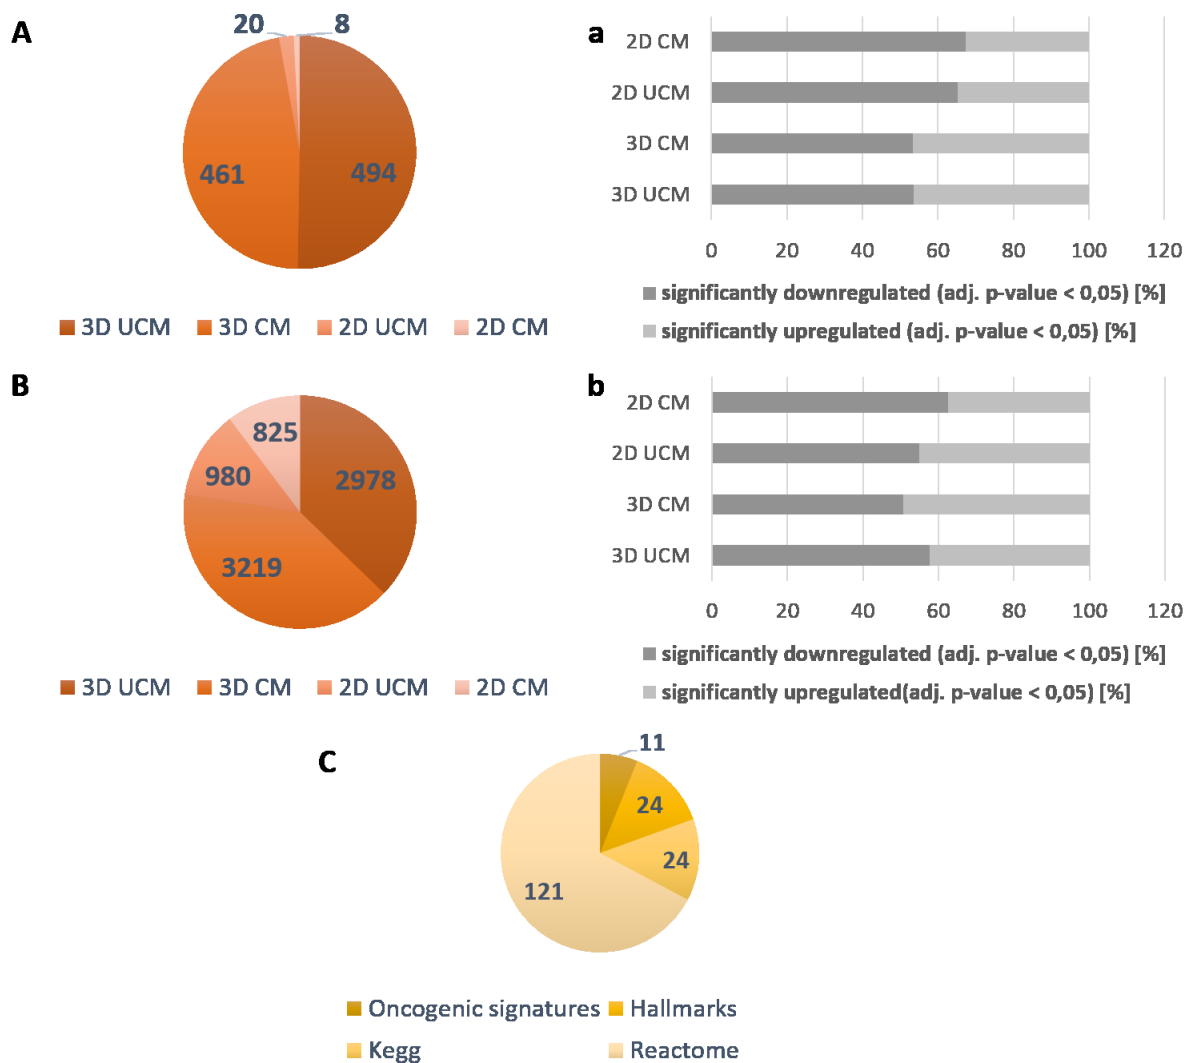 A
20
8
461
494
3D UCM
3D CM
2D UCM
2D CM
a
2D CM
2D UCM
3D CM
3D UCM
0 20 40 60 80 100 120
significantly downregulated (adj. p-value < 0,05) [%]
significantly upregulated (adj. p-value < 0,05) [%]
B
825
980
2978
3219
3D UCM
3D CM
2D UCM
2D CM
b
2D CM
2D UCM
3D CM
3D UCM
0 20 40 60 80 100 120
significantly downregulated (adj. p-value < 0,05) [%]
significantly upregulated(adj. p-value < 0,05) [%]
C
11
24
24
121
Oncogenic signatures
Hallmarks
Kegg
Reactome